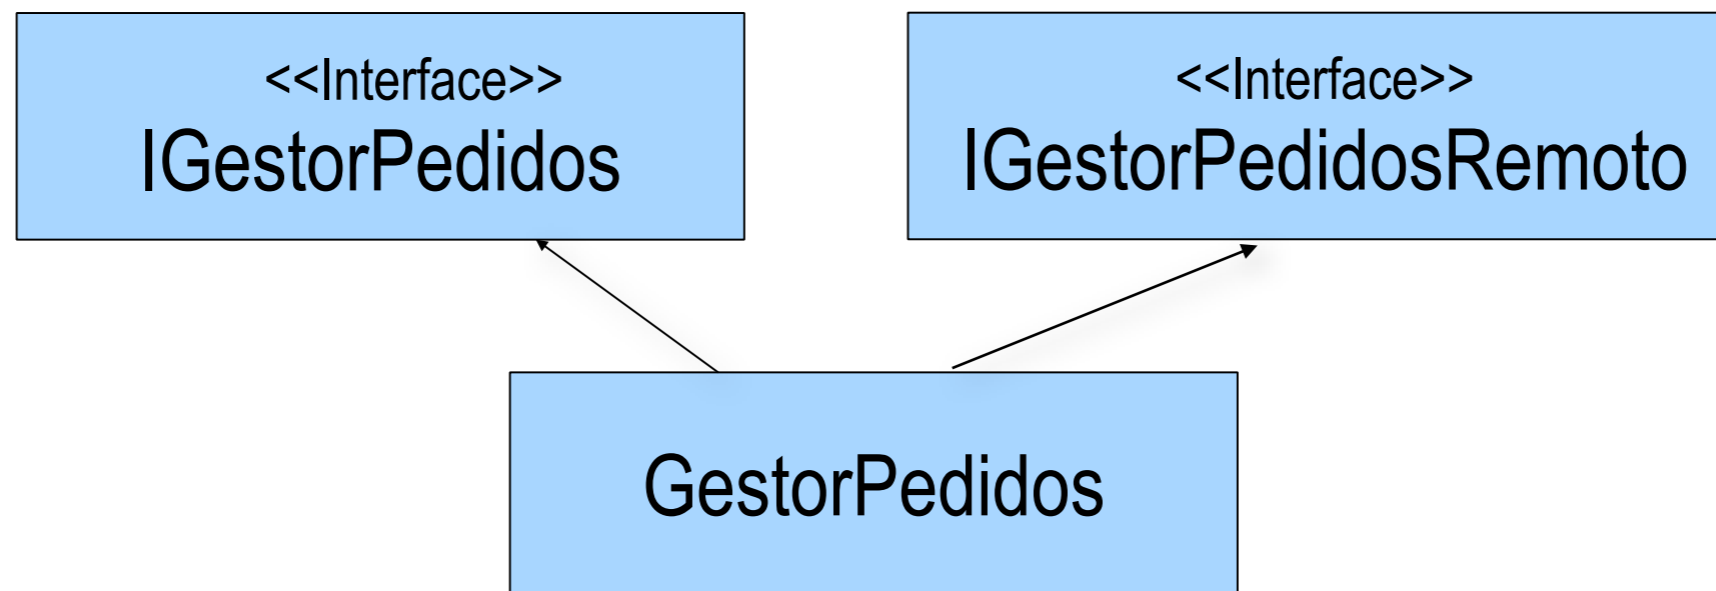 <<Interface>>
IGestorPedidos
<<Interface>>
IGestorPedidosRemoto
GestorPedidos